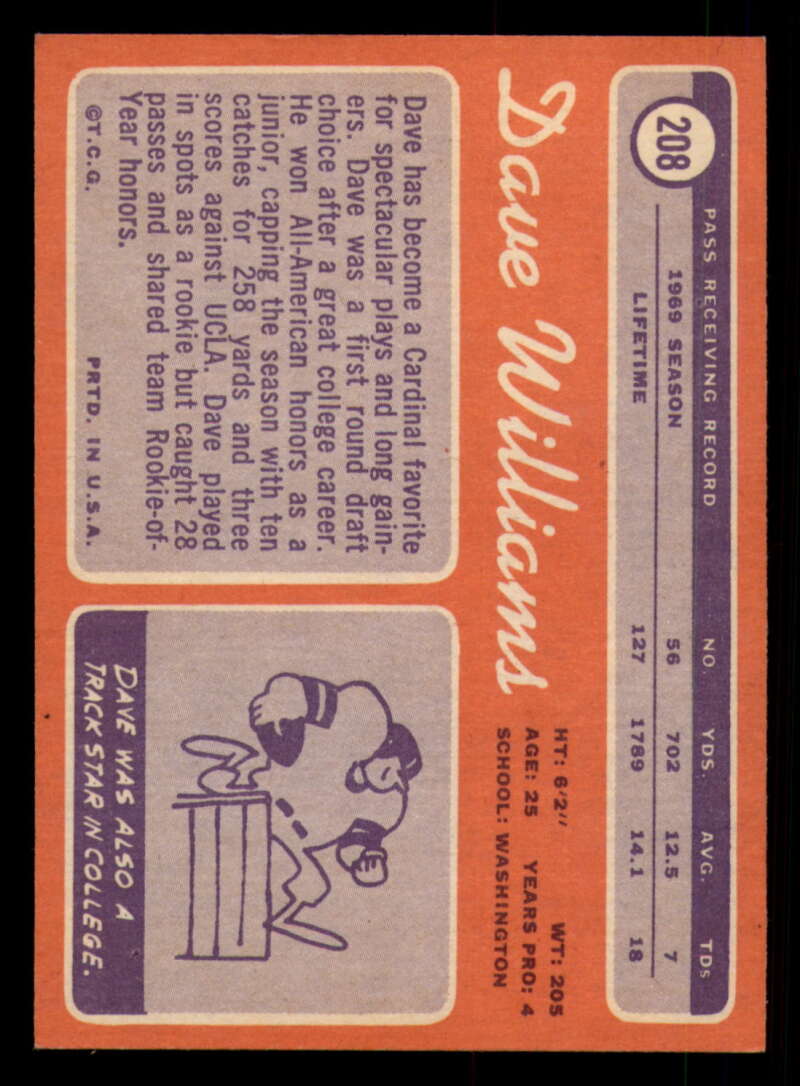 208
PASS RECEIVING RECORD NO. YDS. AVG. TDs
1969 SEASON 56 702 12.5 7
LIFETIME 127 1789 14.1 18
Dave Williams
HT: 6'2" WT: 205
AGE: 25 YEARS PRO: 4
SCHOOL: WASHINGTON
Dave has become a Cardinal favorite
for spectacular plays and long gain-
ers. Dave was a first round draft
choice after a great college career.
He won All-American honors as a
junior, capping the season with ten
catches for 258 yards and three
scores against UCLA. Dave played
in spots as a rookie but caught 28
passes and shared team Rookie-of-
Year honors.
©T.C.G. PRTD. IN U.S.A.
DAVE WAS ALSO A
TRACK STAR IN COLLEGE.